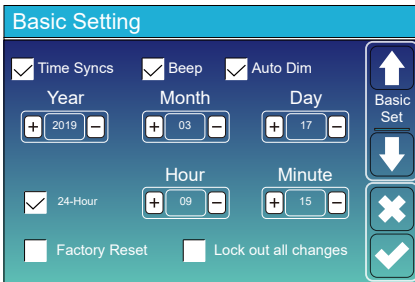 Basic Setting
Time Syncs Beep Auto Dim
Year Month Day
Basic
Set
+ 2019 − + 03 − + 17 −
Hour Minute
24-Hour + 09 − + 15 −
Factory Reset Lock out all changes